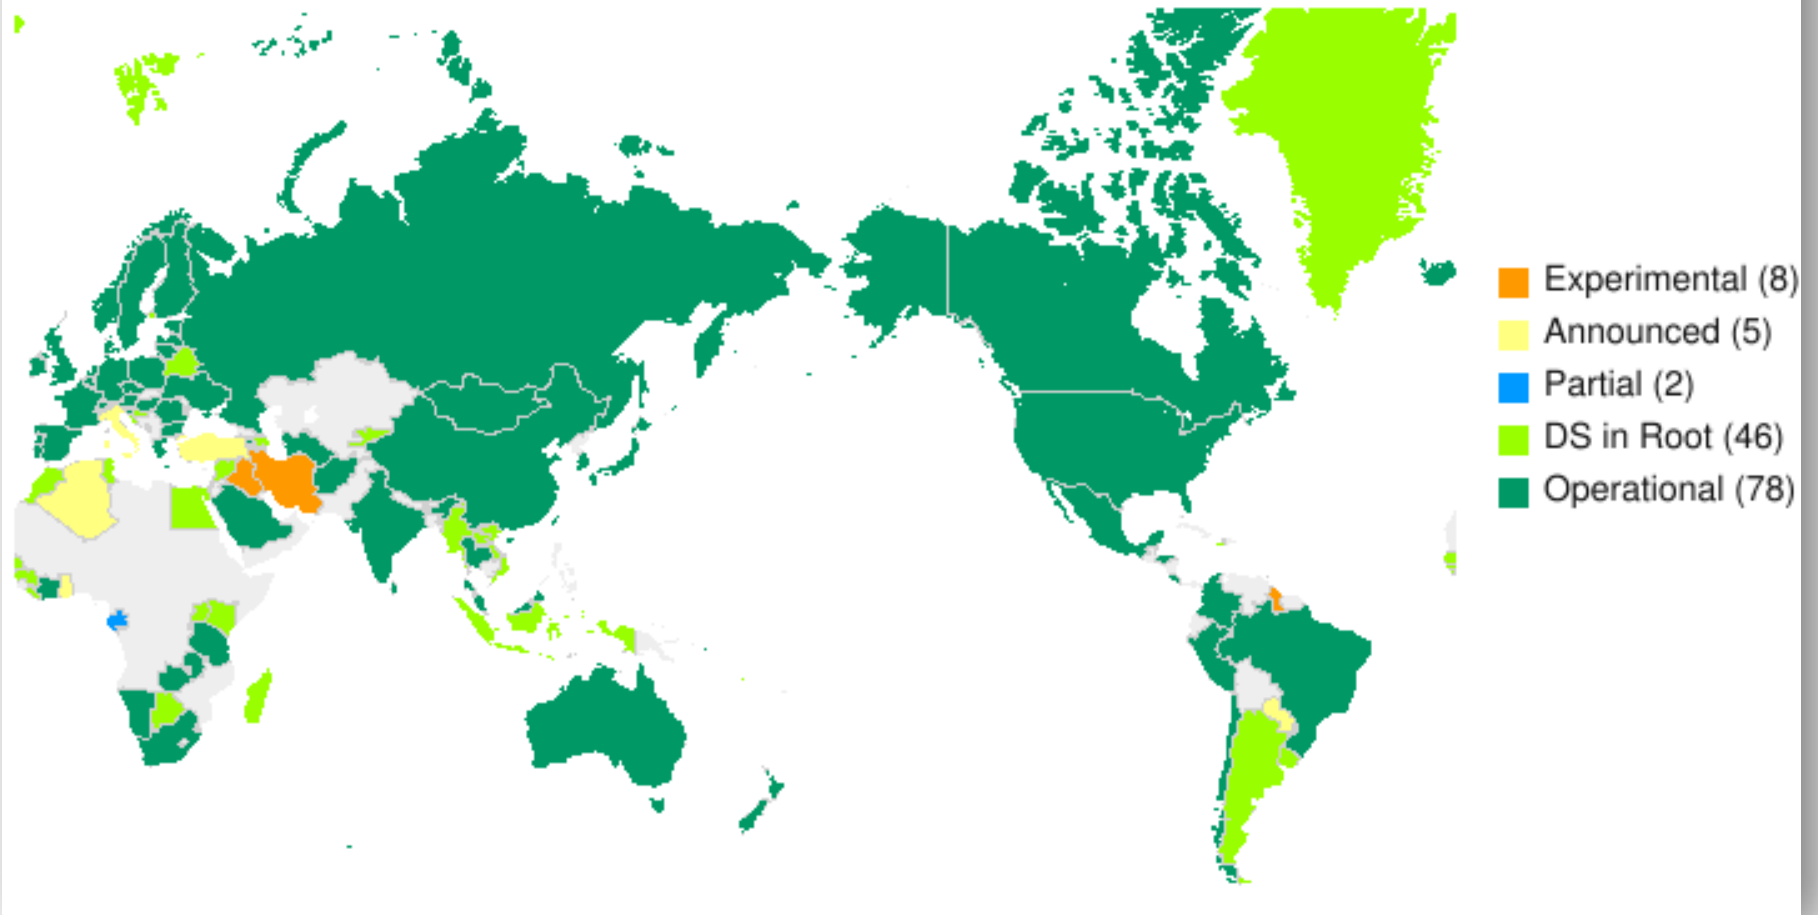 Experimental (8)
Announced (5)
Partial (2)
DS in Root (46)
Operational (78)